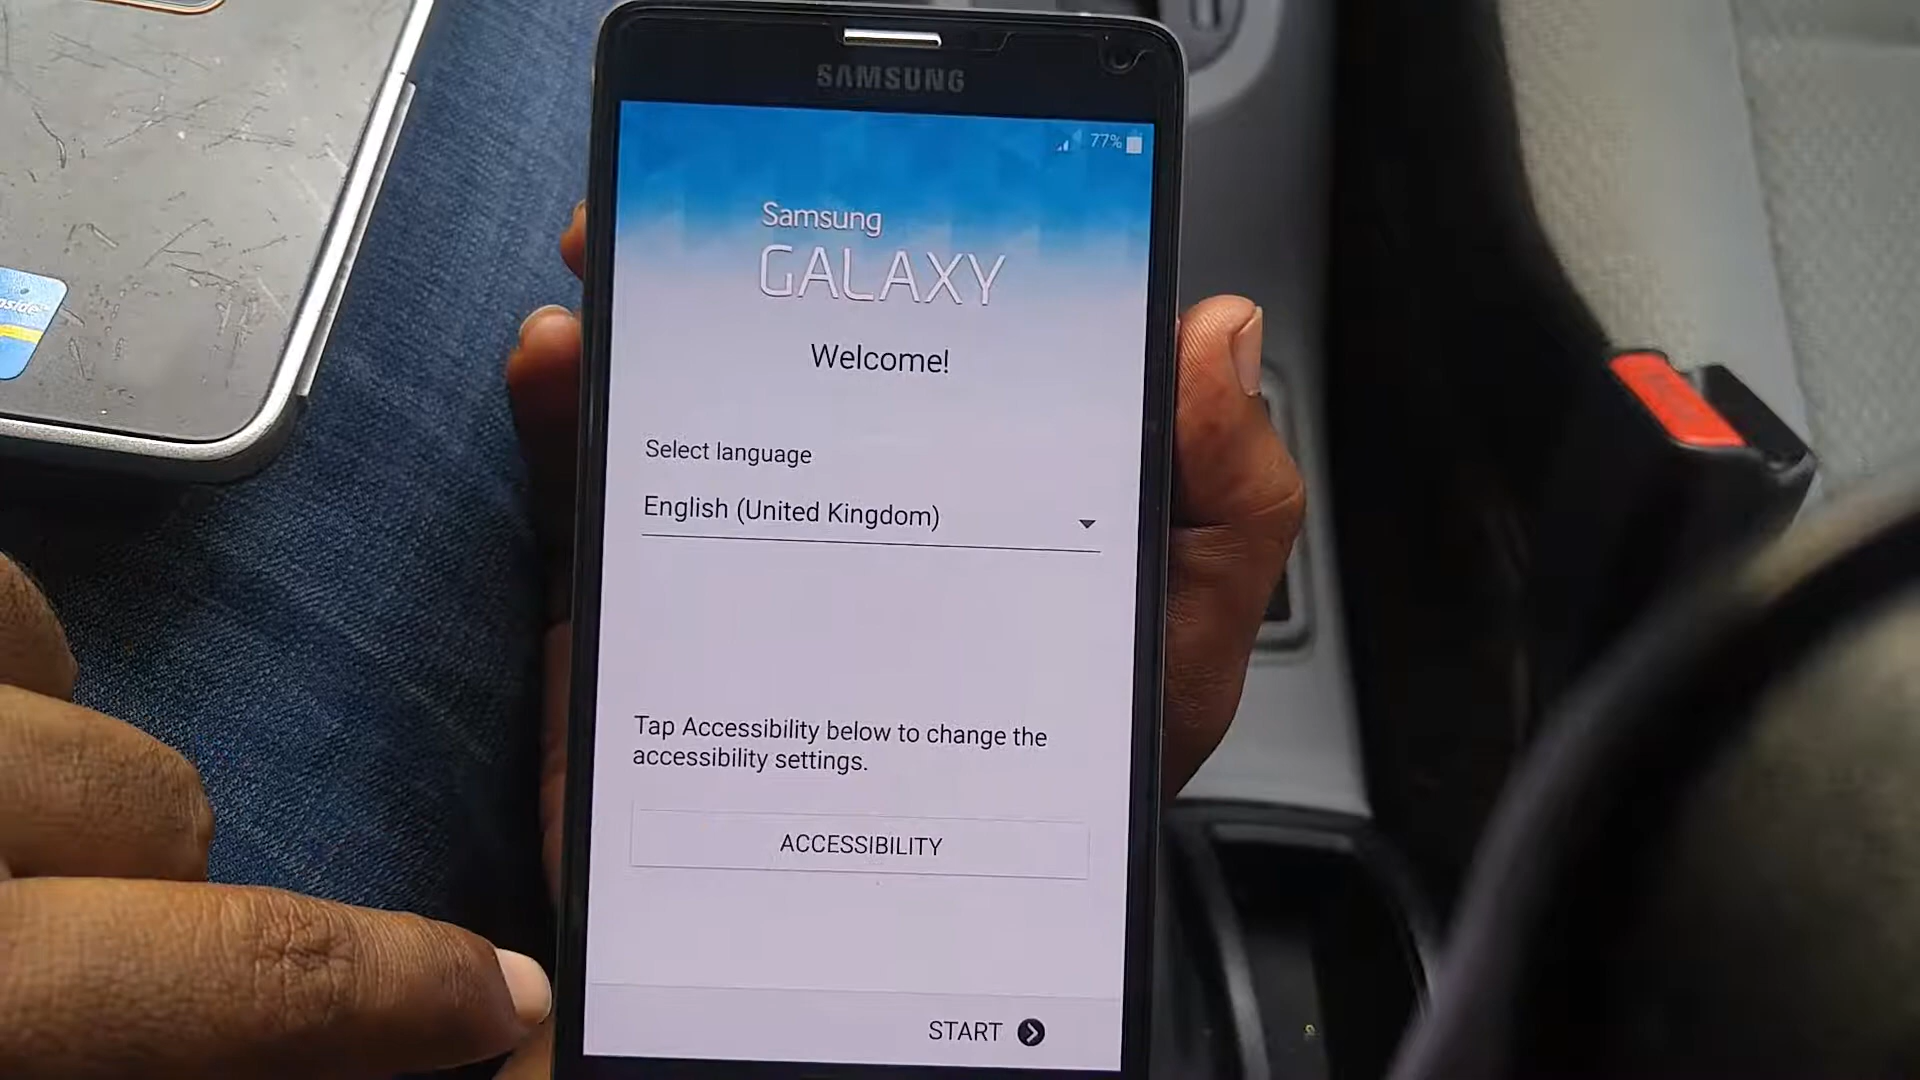 SAMSUNG
77%
Samsung
GALAXY
Welcome!
Select language
English (United Kingdom)
Tap Accessibility below to change the
accessibility settings.
ACCESSIBILITY
START